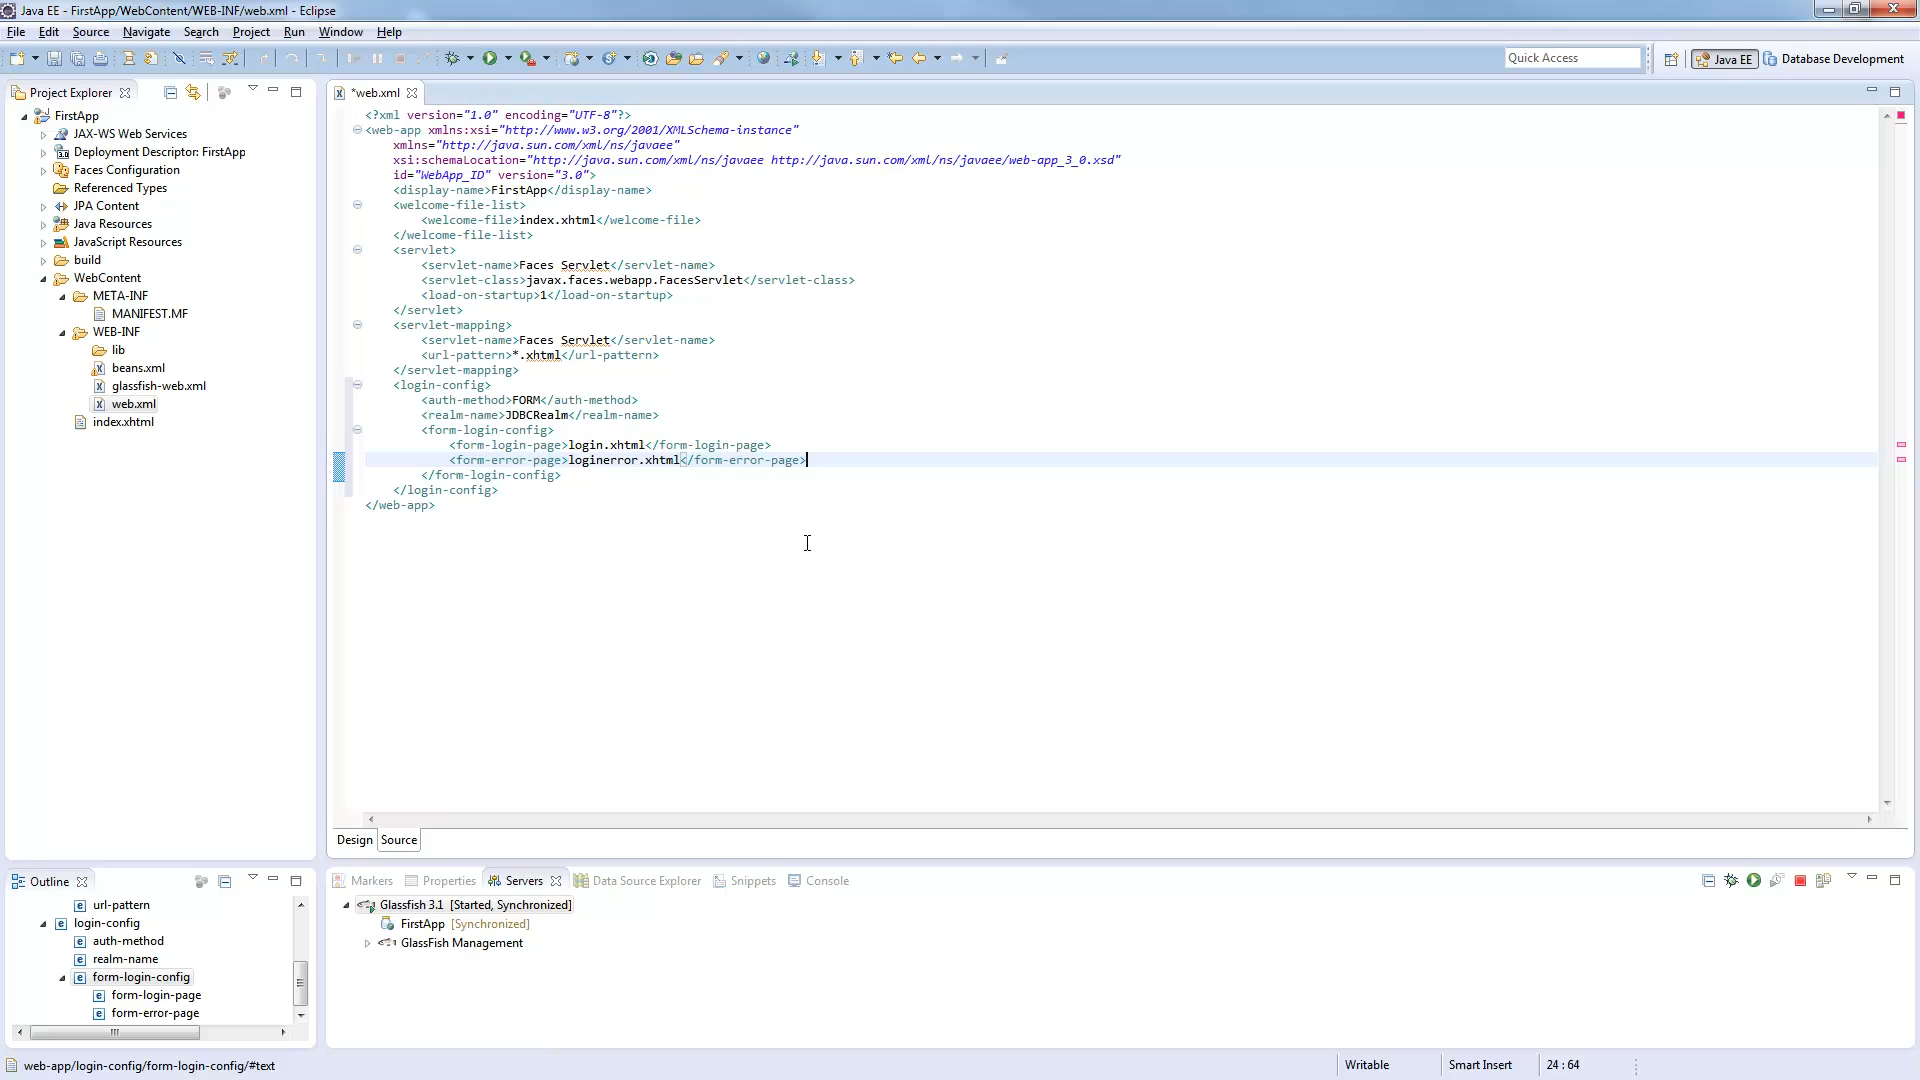 Java EE - FirstApp/WebContent/WEB-INF/web.xml - Eclipse
File Edit Source Navigate Search Project Run Window Help
Quick Access
Java EE
Database Development
Project Explorer
FirstApp
JAX-WS Web Services
Deployment Descriptor: FirstApp
Faces Configuration
Referenced Types
JPA Content
Java Resources
JavaScript Resources
build
WebContent
META-INF
MANIFEST.MF
WEB-INF
lib
beans.xml
glassfish-web.xml
web.xml
index.xhtml
*web.xml
<?xml version="1.0" encoding="UTF-8"?>
<web-app xmlns:xsi="http://www.w3.org/2001/XMLSchema-instance"
xmlns="http://java.sun.com/xml/ns/javaee"
xsi:schemaLocation="http://java.sun.com/xml/ns/javaee http://java.sun.com/xml/ns/javaee/web-app_3_0.xsd"
id="WebApp_ID" version="3.0">
<display-name>FirstApp</display-name>
<welcome-file-list>
<welcome-file>index.xhtml</welcome-file>
</welcome-file-list>
<servlet>
<servlet-name>Faces Servlet</servlet-name>
<servlet-class>javax.faces.webapp.FacesServlet</servlet-class>
<load-on-startup>1</load-on-startup>
</servlet>
<servlet-mapping>
<servlet-name>Faces Servlet</servlet-name>
<url-pattern>*.xhtml</url-pattern>
</servlet-mapping>
<login-config>
<auth-method>FORM</auth-method>
<realm-name>JDBCRealm</realm-name>
<form-login-config>
<form-login-page>login.xhtml</form-login-page>
<form-error-page>loginerror.xhtml</form-error-page>
</form-login-config>
</login-config>
</web-app>
Design Source
Outline
url-pattern
login-config
auth-method
realm-name
form-login-config
form-login-page
form-error-page
Markers Properties Servers Data Source Explorer Snippets Console
Glassfish 3.1 [Started, Synchronized]
FirstApp [Synchronized]
GlassFish Management
web-app/login-config/form-login-config/#text
Writable
Smart Insert
24 : 64